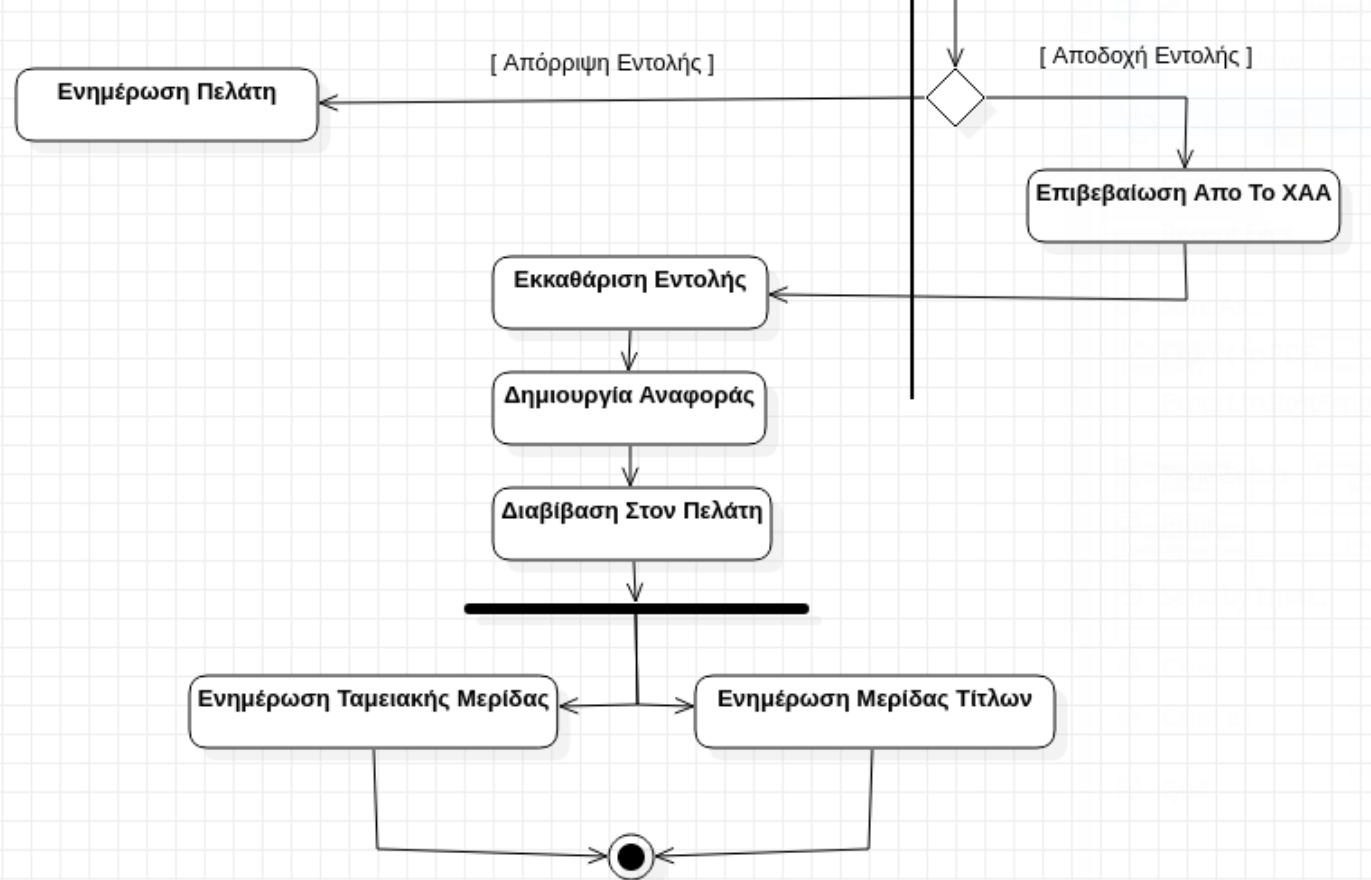 [ Απόρριψη Εντολής ]
[ Αποδοχή Εντολής ]
Ενημέρωση Πελάτη
Επιβεβαίωση Απο Το ΧΑΑ
Εκκαθάριση Εντολής
Δημιουργία Αναφοράς
Διαβίβαση Στον Πελάτη
Ενημέρωση Ταμειακής Μερίδας
Ενημέρωση Μερίδας Τίτλων